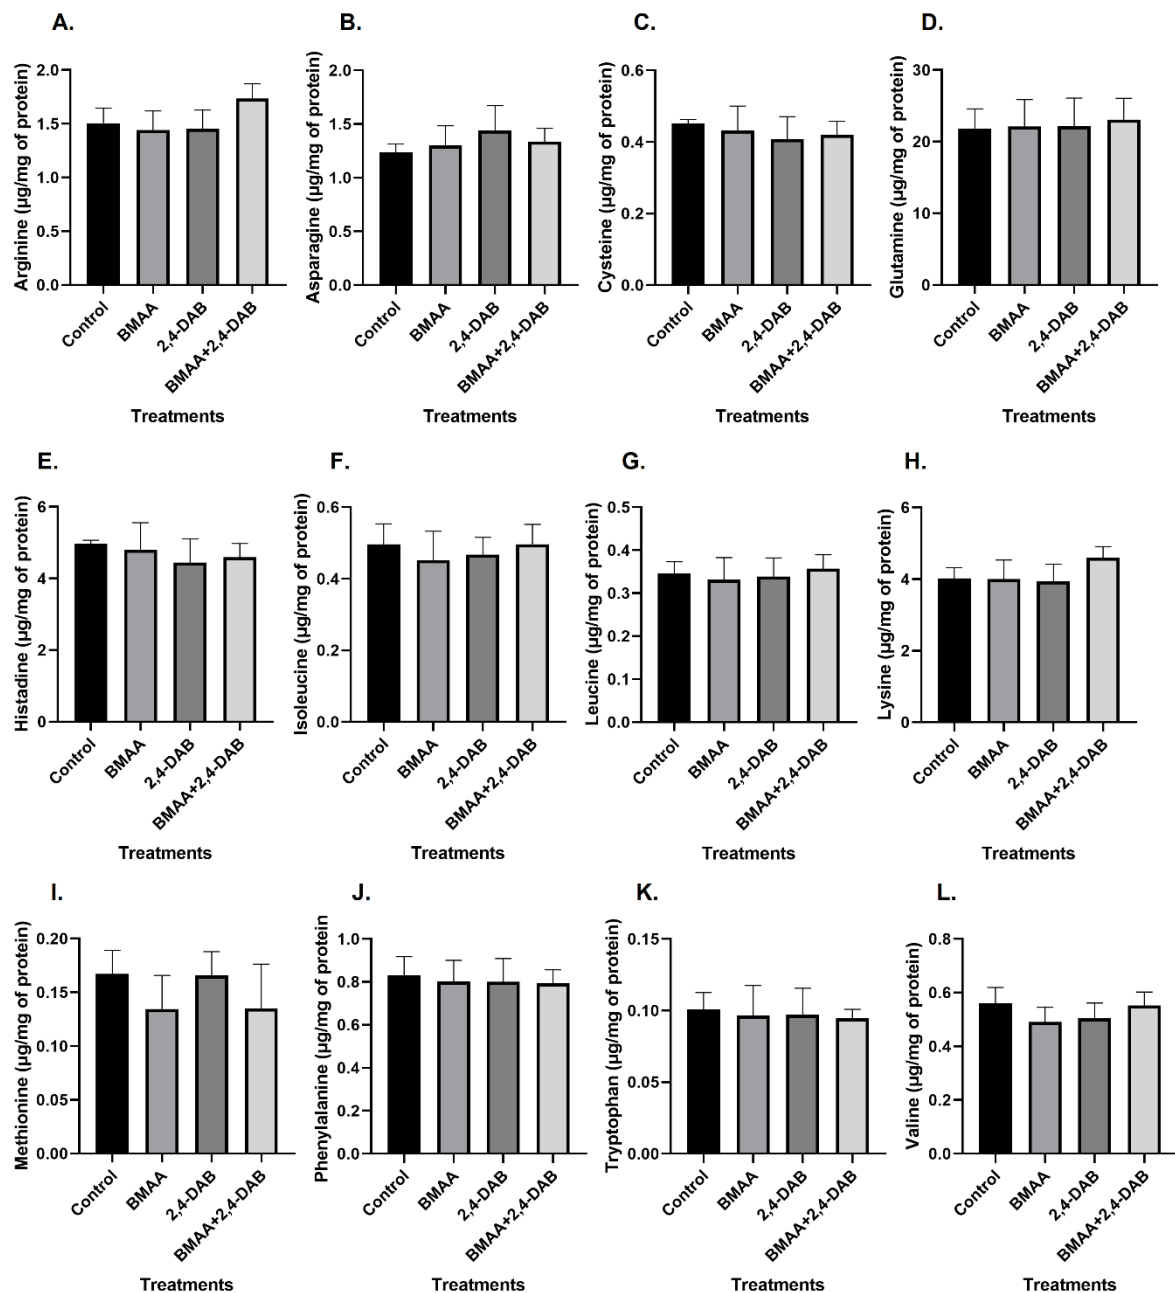 A.
Arginine (µg/mg of protein)
2.0
1.5
1.0
0.5
0.0
Control
BMAA
2,4-DAB
BMAA+2,4-DAB
Treatments
B.
Asparagine (µg/mg of protein)
2.0
1.5
1.0
0.5
0.0
Control
BMAA
2,4-DAB
BMAA+2,4-DAB
Treatments
C.
Cysteine (µg/mg of protein)
0.6
0.4
0.2
0.0
Control
BMAA
2,4-DAB
BMAA+2,4-DAB
Treatments
D.
Glutamine (µg/mg of protein)
30
20
10
0
Control
BMAA
2,4-DAB
BMAA+2,4-DAB
Treatments
E.
Histadine (µg/mg of protein)
6
4
2
0
Control
BMAA
2,4-DAB
BMAA+2,4-DAB
Treatments
F.
Isoleucine (µg/mg of protein)
0.6
0.4
0.2
0.0
Control
BMAA
2,4-DAB
BMAA+2,4-DAB
Treatments
G.
Leucine (µg/mg of protein)
0.5
0.4
0.3
0.2
0.1
0.0
Control
BMAA
2,4-DAB
BMAA+2,4-DAB
Treatments
H.
Lysine (µg/mg of protein)
6
4
2
0
Control
BMAA
2,4-DAB
BMAA+2,4-DAB
Treatments
I.
Methionine (µg/mg of protein)
0.20
0.15
0.10
0.05
0.00
Control
BMAA
2,4-DAB
BMAA+2,4-DAB
Treatments
J.
Phenylalanine (µg/mg of protein
1.0
0.8
0.6
0.4
0.2
0.0
Control
BMAA
2,4-DAB
BMAA+2,4-DAB
Treatments
K.
Tryptophan (µg/mg of protein)
0.15
0.10
0.05
0.00
Control
BMAA
2,4-DAB
BMAA+2,4-DAB
Treatments
L.
Valine (µg/mg of protein)
0.8
0.6
0.4
0.2
0.0
Control
BMAA
2,4-DAB
BMAA+2,4-DAB
Treatments